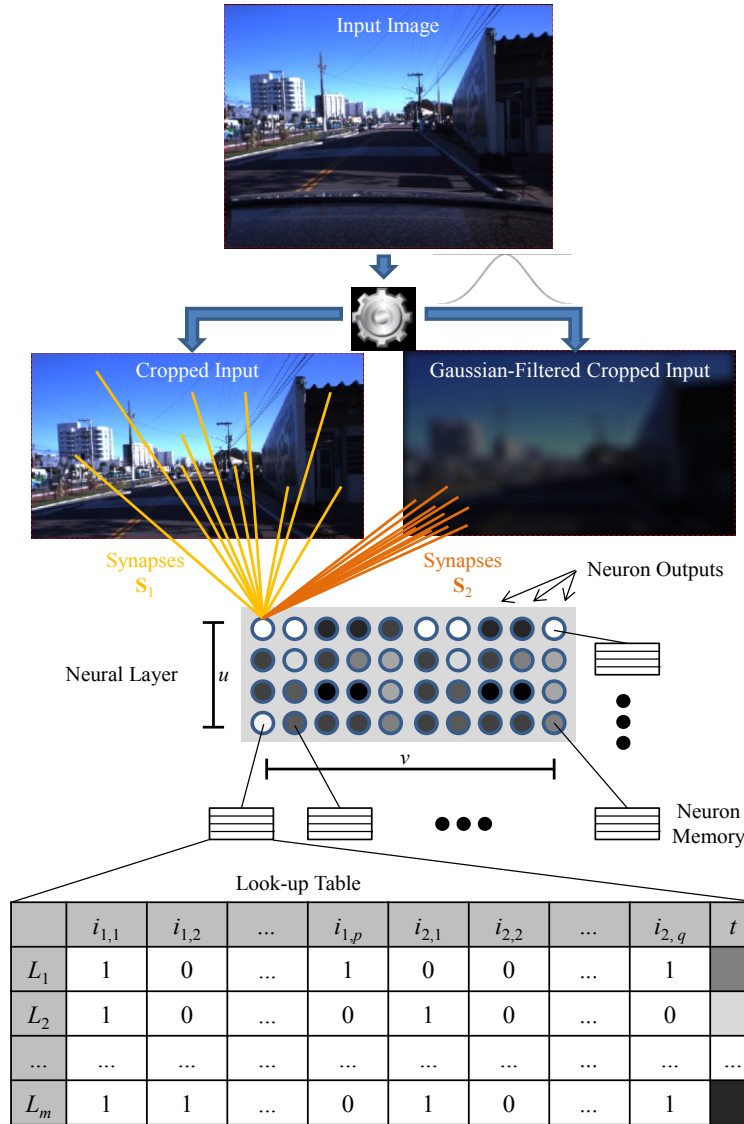 Input Image
Cropped Input
Gaussian-Filtered Cropped Input
Synapses
S1
Synapses
S2
Neuron Outputs
Neural Layer
u
v
Neuron
Memory
Look-up Table
i1,1 i1,2 ... i1,p i2,1 i2,2 ... i2,q t
L1 1 0 ... 1 0 0 ... 1
L2 1 0 ... 0 1 0 ... 0
... ... ... ... ... ... ... ... ...
Lm 1 1 ... 0 1 0 ... 1